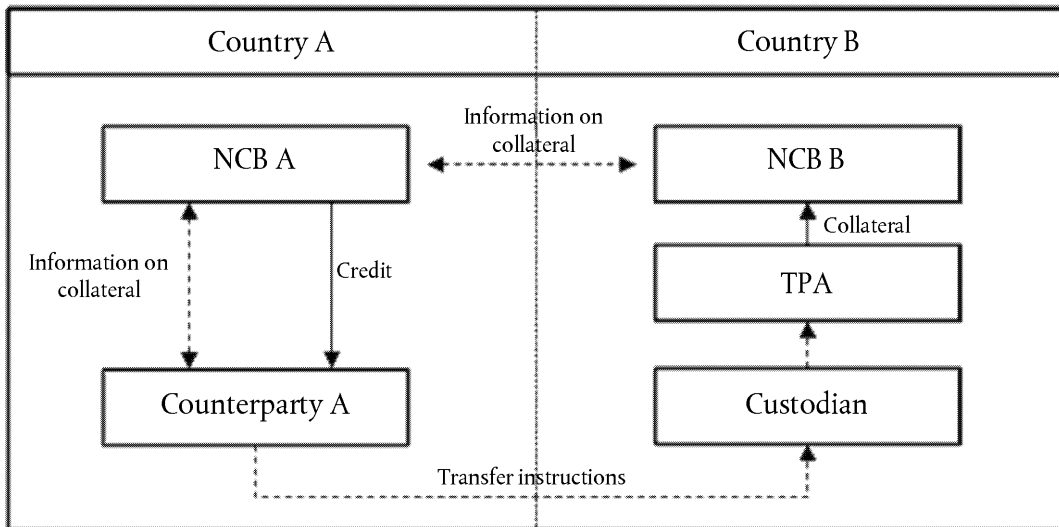 Country A
Country B
Information on
collateral
NCB A
NCB B
Collateral
Information on
collateral
Credit
TPA
Counterparty A
Custodian
Transfer instructions